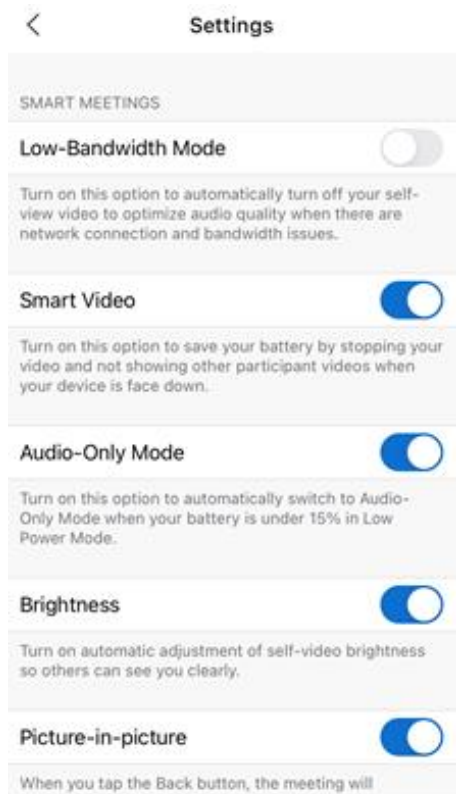 Settings
SMART MEETINGS
Low-Bandwidth Mode
Turn on this option to automatically turn off your self-
view video to optimize audio quality when there are
network connection and bandwidth issues.
Smart Video
Turn on this option to save your battery by stopping your
video and not showing other participant videos when
your device is face down.
Audio-Only Mode
Turn on this option to automatically switch to Audio-
Only Mode when your battery is under 15% in Low
Power Mode.
Brightness
Turn on automatic adjustment of self-video brightness
so others can see you clearly.
Picture-in-picture
When you tap the Back button, the meeting will